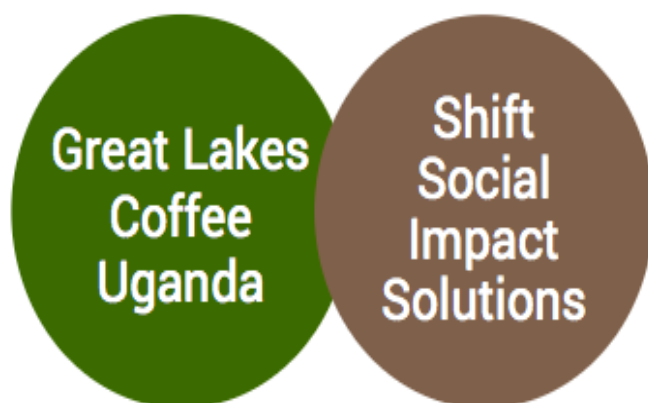 Great Lakes
Coffee
Uganda
Shift
Social
Impact
Solutions